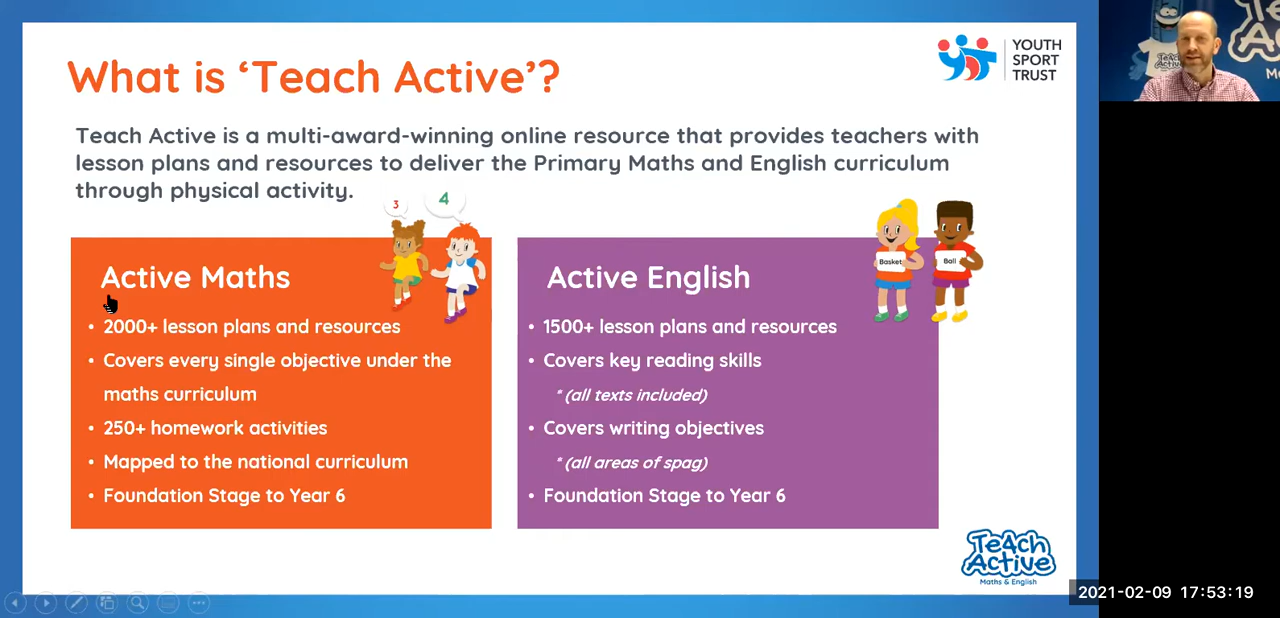 What is ‘Teach Active’?
YOUTH
SPORT
TRUST
Teach Active is a multi-award-winning online resource that provides teachers with
lesson plans and resources to deliver the Primary Maths and English curriculum
through physical activity.
3
4
Active Maths
• 2000+ lesson plans and resources
• Covers every single objective under the
maths curriculum
• 250+ homework activities
• Mapped to the national curriculum
• Foundation Stage to Year 6
Basket
Ball
Active English
• 1500+ lesson plans and resources
• Covers key reading skills
* (all texts included)
• Covers writing objectives
* (all areas of spag)
• Foundation Stage to Year 6
Te4ch
Active
Maths & English
2021-02-09 17:53:19